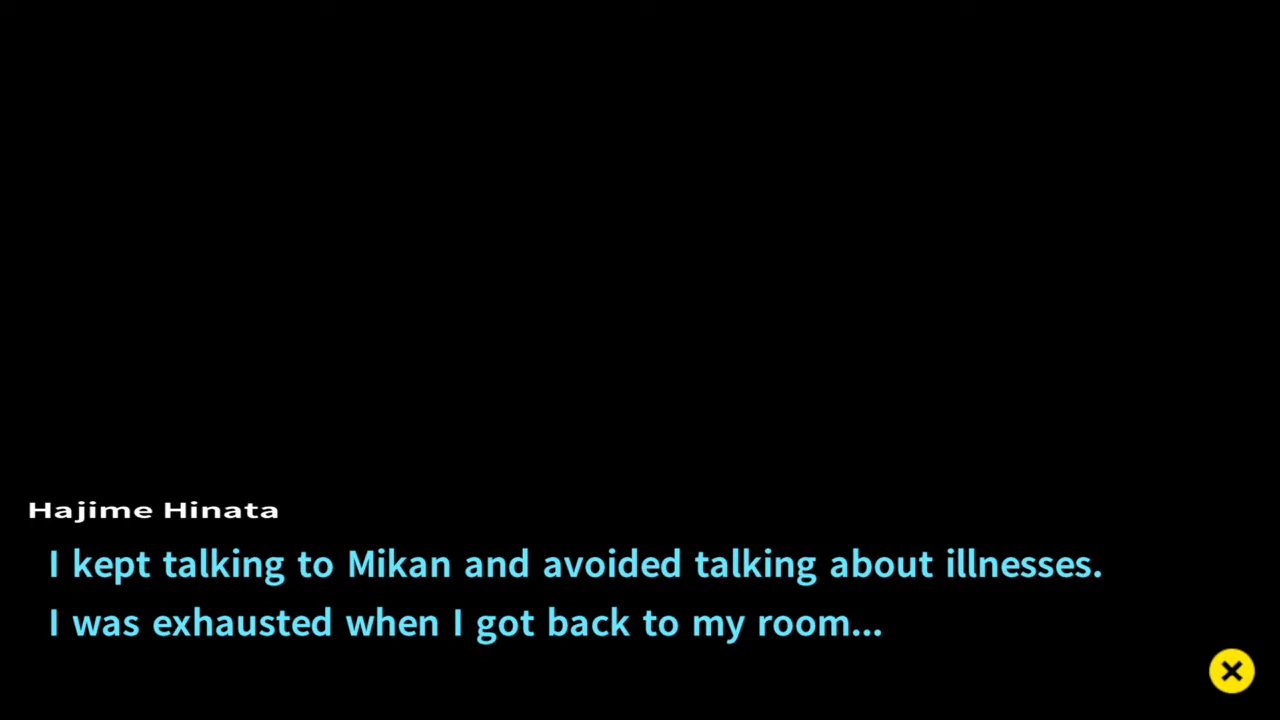 Hajime Hinata
I kept talking to Mikan and avoided talking about illnesses.
I was exhausted when I got back to my room...